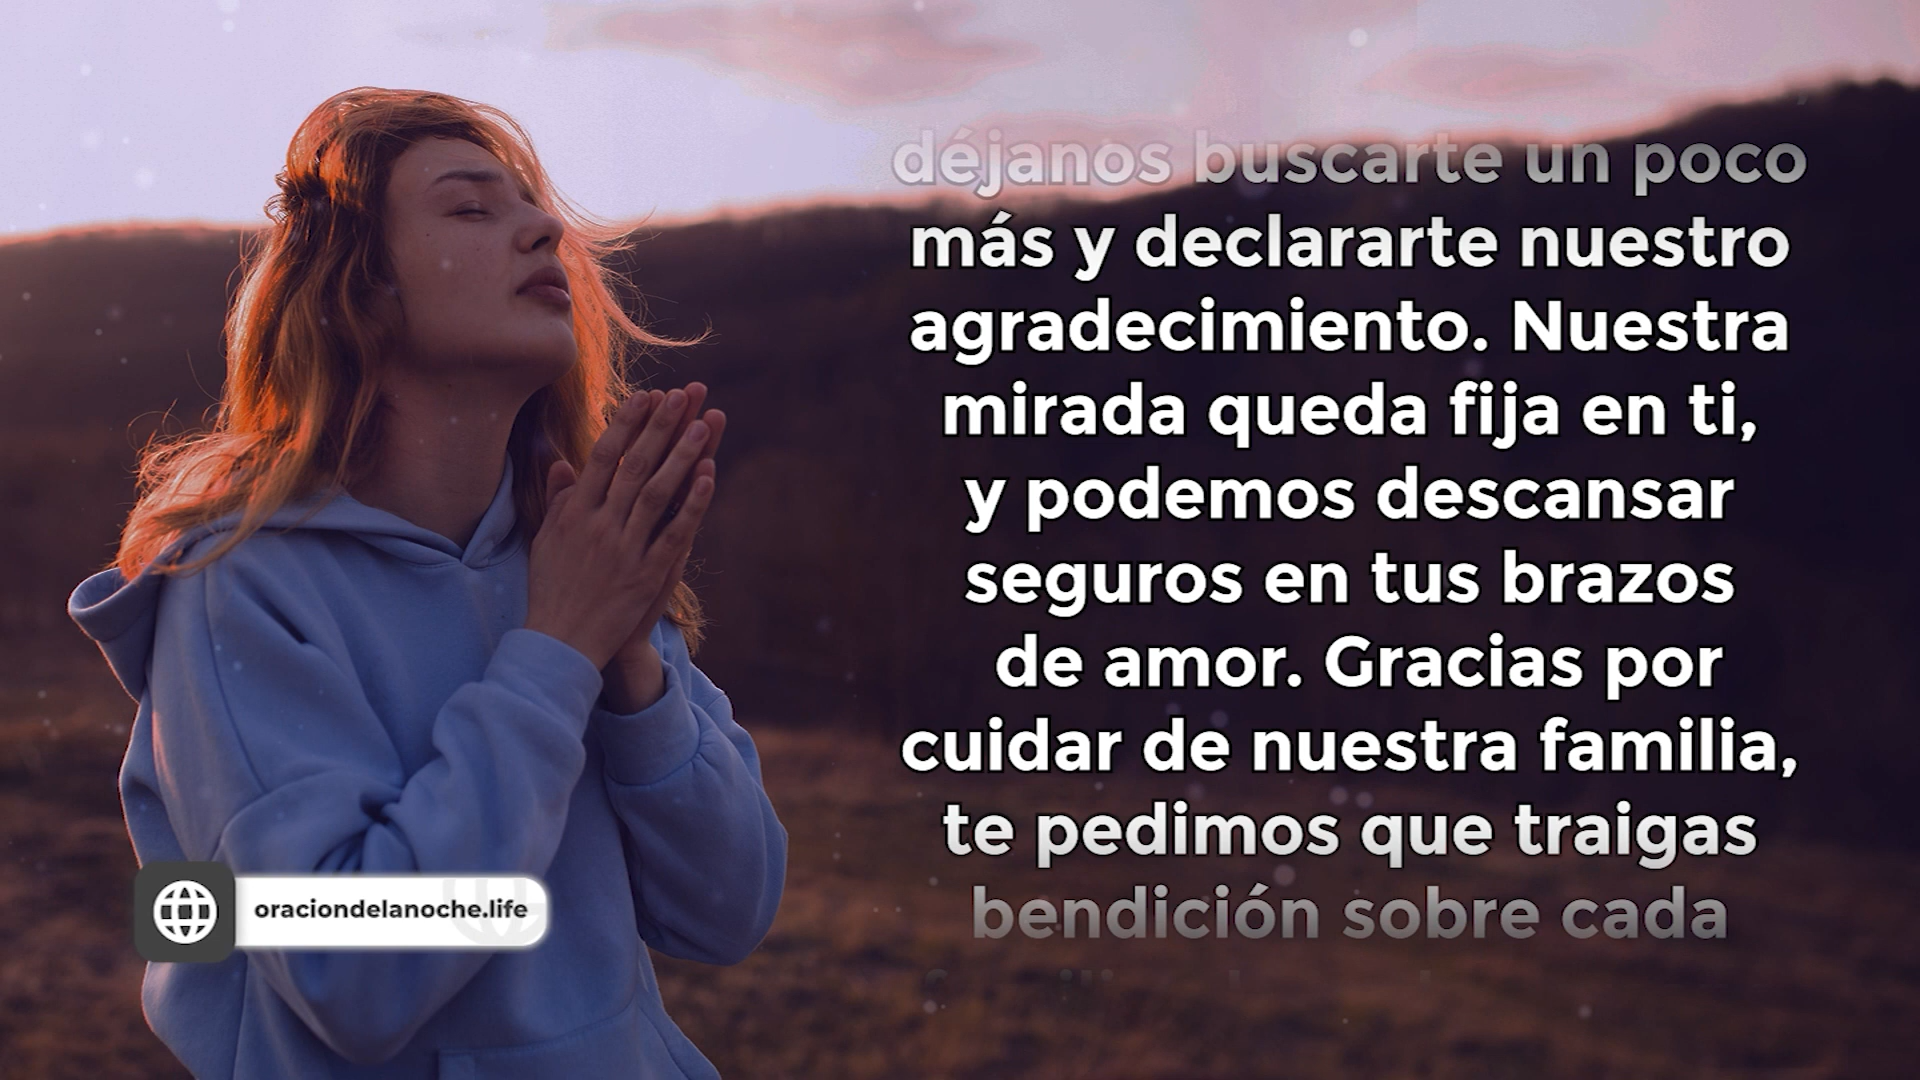 déjanos buscarte un poco
más y declararte nuestro
agradecimiento. Nuestra
mirada queda fija en ti,
y podemos descansar
seguros en tus brazos
de amor. Gracias por
cuidar de nuestra familia,
te pedimos que traigas
bendición sobre cada
oraciondelanoche.life